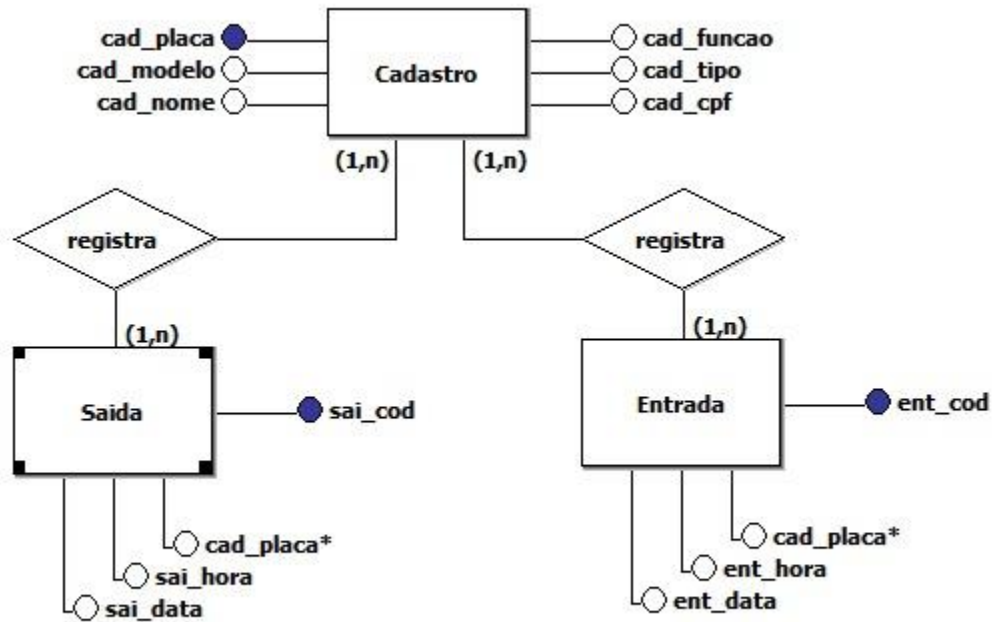 cad_placa
cad_modelo
cad_nome
Cadastro
cad_funcao
cad_tipo
cad_cpf
(1,n)
(1,n)
registra
registra
(1,n)
(1,n)
Saida
sai_cod
Entrada
ent_cod
cad_placa*
sai_hora
sai_data
cad_placa*
ent_hora
ent_data